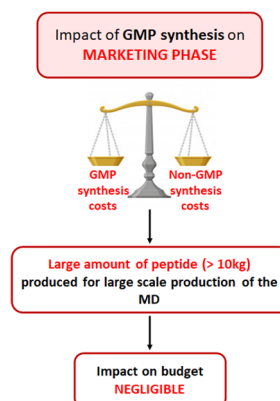 Impact of GMP synthesis on
MARKETING PHASE
GMP
synthesis
costs
Non-GMP
synthesis
costs
Large amount of peptide (> 10kg)
produced for large scale production of the
MD
Impact on budget
NEGLIGIBLE